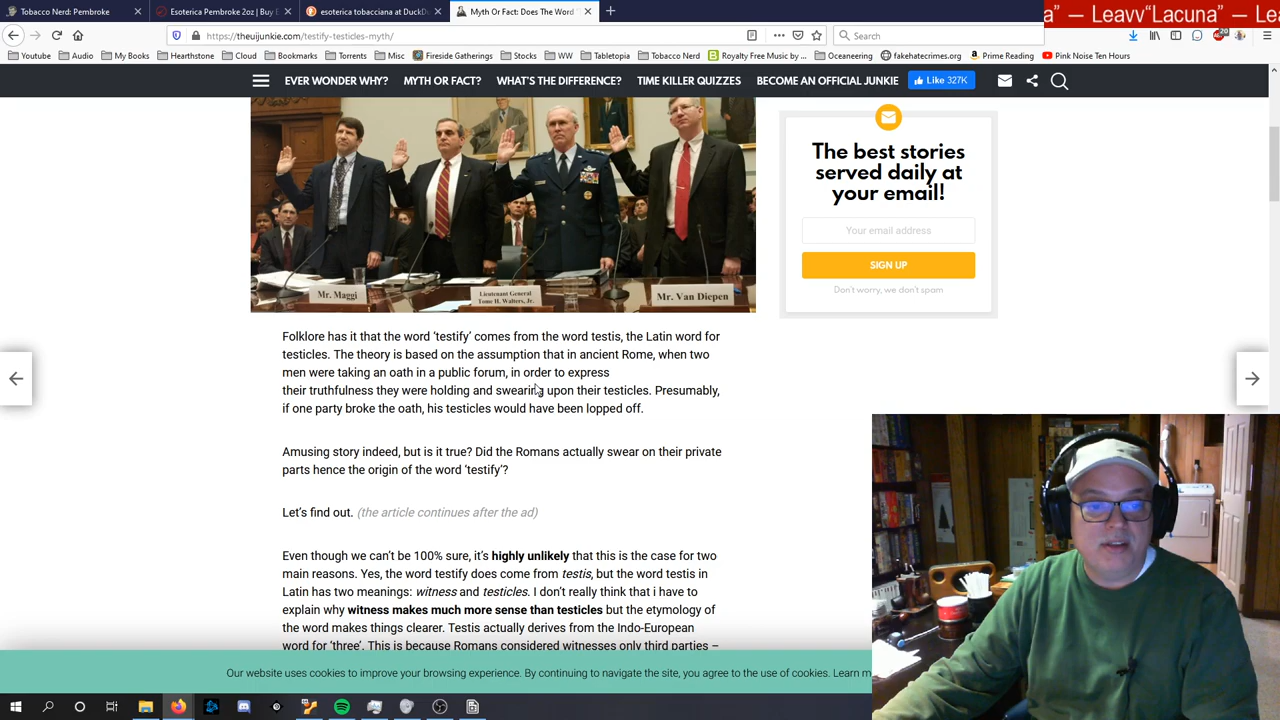 Tobacco Nerd: Pembroke
Esoterica Pembroke 2oz | Buy E
esoterica tobacciana at DuckDu
Myth Or Fact: Does The Word "
a" — Leavv"Lacuna" — Le
https://theuijunkie.com/testify-testicles-myth/
Search
20
Youtube
Audio
My Books
Hearthstone
Cloud
Bookmarks
Torrents
Misc
Fireside Gatherings
Stocks
WW
Tabletopia
Tobacco Nerd
Royalty Free Music by ...
Oceaneering
fakehatecrimes.org
Prime Reading
Pink Noise Ten Hours
EVER WONDER WHY?
MYTH OR FACT?
WHAT'S THE DIFFERENCE?
TIME KILLER QUIZZES
BECOME AN OFFICIAL JUNKIE
Like 327K
Mr. Maggi
Lieutenant General
Tome H. Walters, Jr.
Mr. Van Diepen
The best stories
served daily at
your email!
Your email address
SIGN UP
Don't worry, we don't spam
Folklore has it that the word ‘testify’ comes from the word testis, the Latin word for
testicles. The theory is based on the assumption that in ancient Rome, when two
men were taking an oath in a public forum, in order to express
their truthfulness they were holding and swearing upon their testicles. Presumably,
if one party broke the oath, his testicles would have been lopped off.
Amusing story indeed, but is it true? Did the Romans actually swear on their private
parts hence the origin of the word ‘testify’?
Let’s find out. (the article continues after the ad)
Even though we can’t be 100% sure, it’s highly unlikely that this is the case for two
main reasons. Yes, the word testify does come from testis, but the word testis in
Latin has two meanings: witness and testicles. I don’t really think that i have to
explain why witness makes much more sense than testicles but the etymology of
the word makes things clearer. Testis actually derives from the Indo-European
word for ‘three’. This is because Romans considered witnesses only third parties –
Our website uses cookies to improve your browsing experience. By continuing to navigate the site, you agree to the use of cookies. Learn m